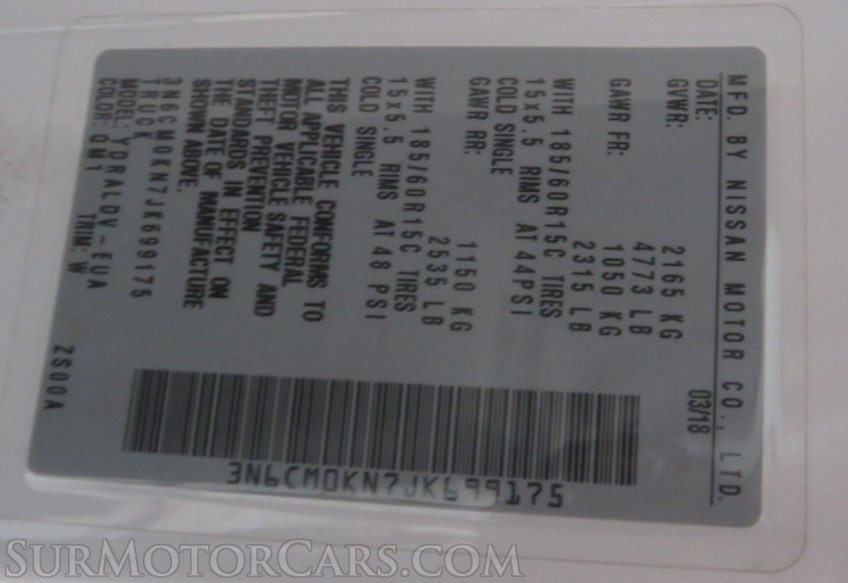 MFD. BY NISSAN MOTOR CO., LTD.
DATE: 03/18
GVWR: 2165 KG
4773 LB
GAWR FR: 1050 KG
2315 LB
WITH 185/60R15C TIRES
15x5.5 RIMS AT 44PSI
COLD SINGLE
GAWR RR: 1150 KG
2535 LB
WITH 185/60R15C TIRES
15x5.5 RIMS AT 48 PSI
COLD SINGLE
THIS VEHICLE CONFORMS TO
ALL APPLICABLE FEDERAL
MOTOR VEHICLE SAFETY AND
THEFT PREVENTION
STANDARDS IN EFFECT ON
THE DATE OF MANUFACTURE
SHOWN ABOVE.
3N6CM0KN7JK699175
TRUCK
MODEL: YDRALDV-EUA
COLOR: QM1 TRIM: W
ZS00A
3N6CM0KN7JK699175
SURMOTORCARS.COM